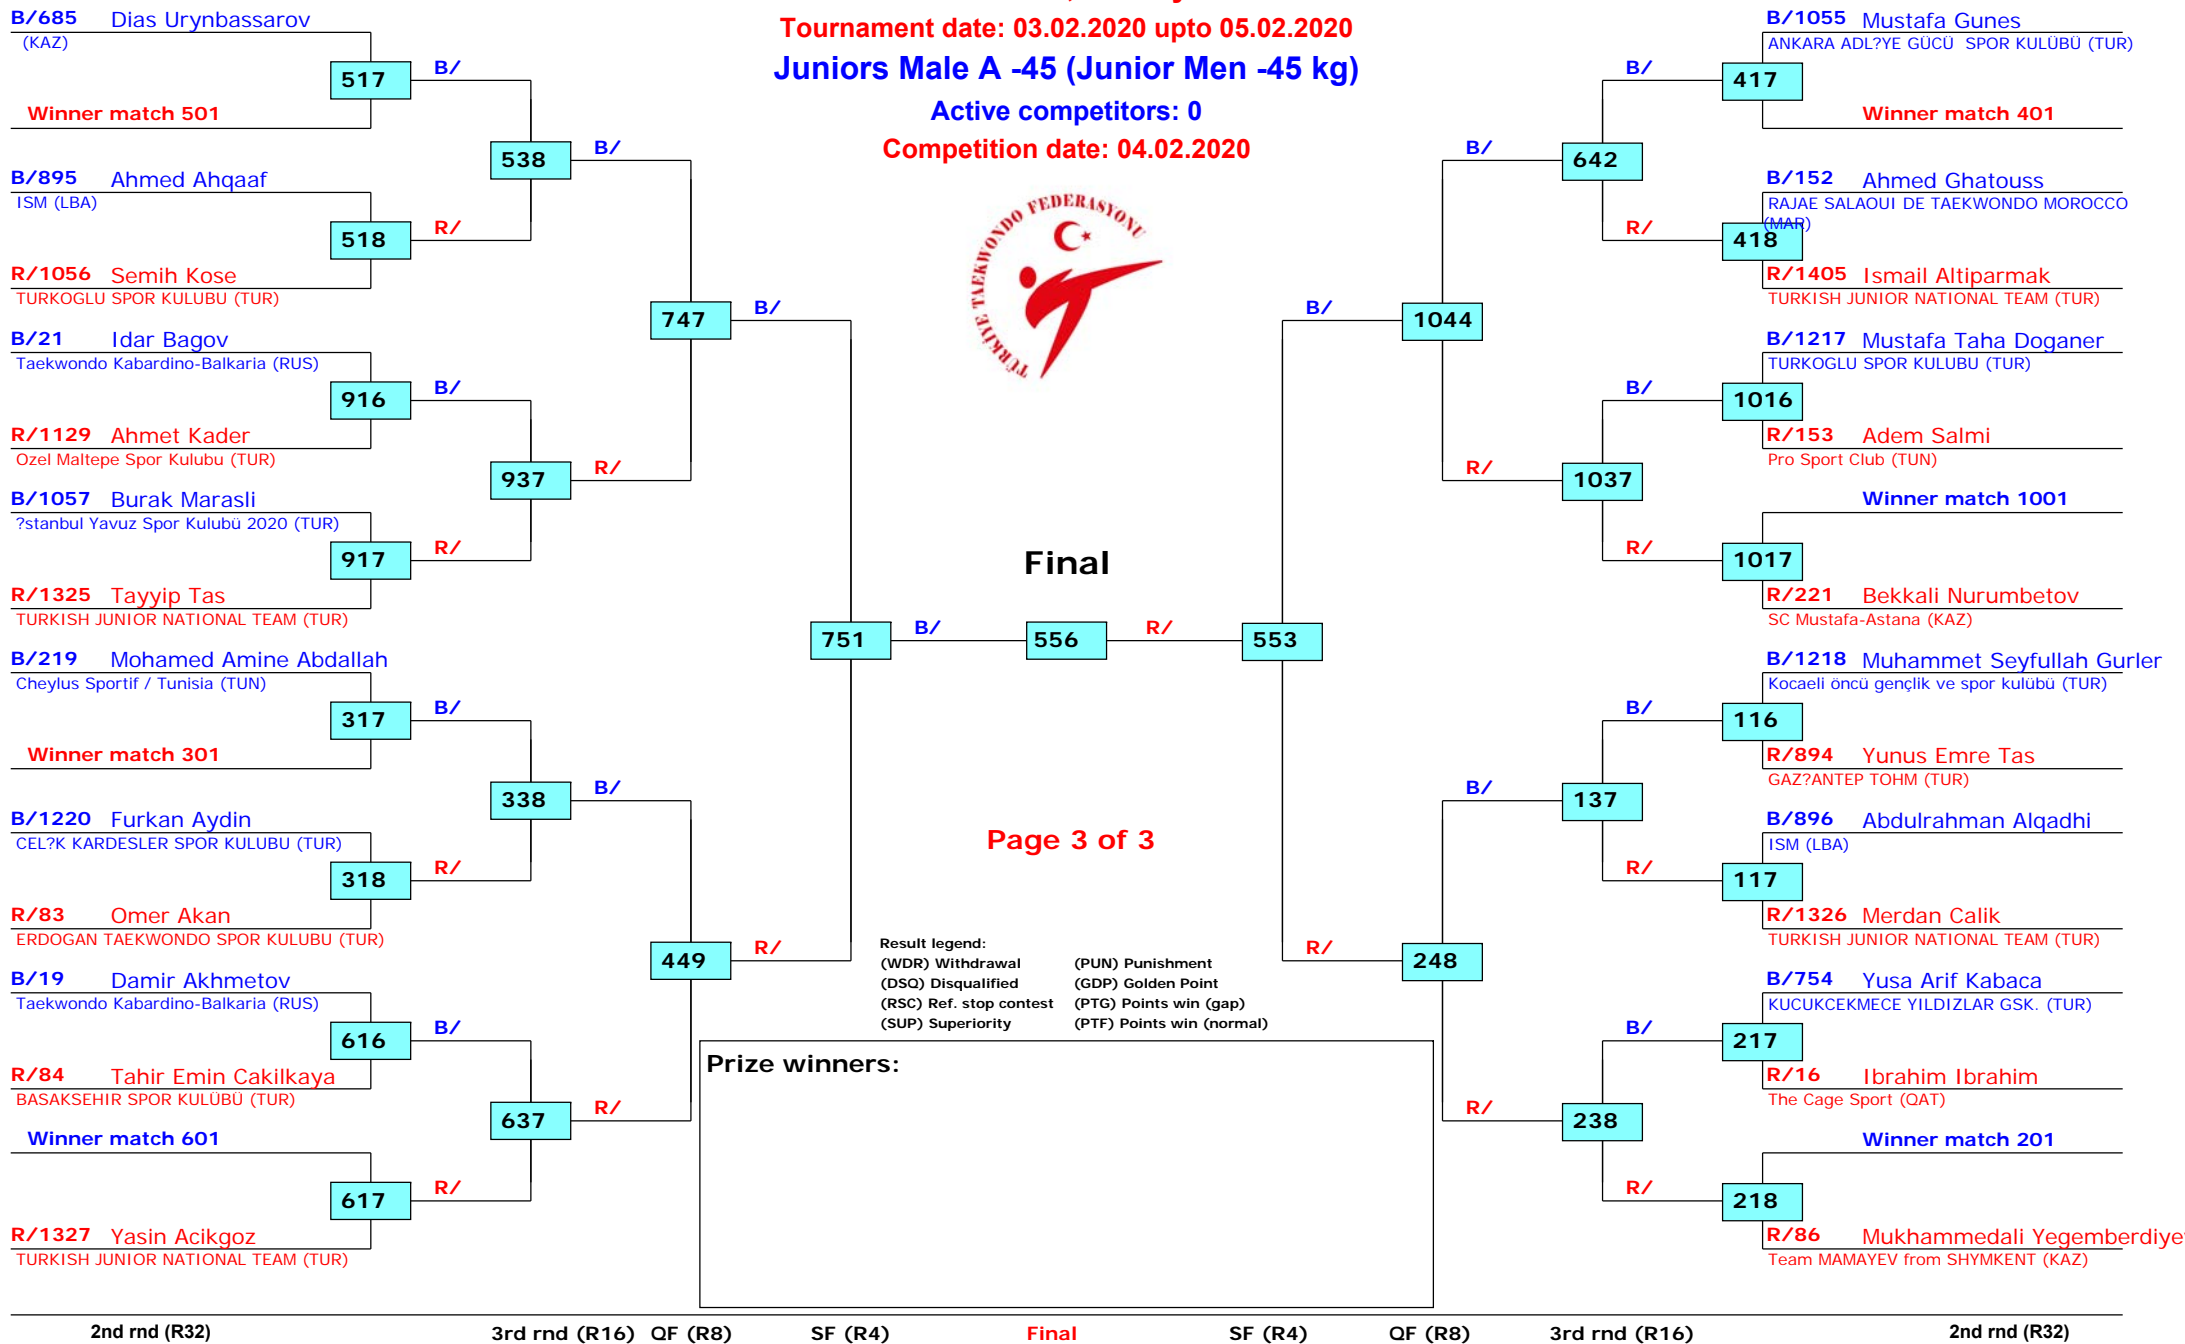 Tournament date: 03.02.2020 upto 05.02.2020
Juniors Male A -45 (Junior Men -45 kg)
Active competitors: 0
Competition date: 04.02.2020
TÜRKİYE TAEKWONDO FEDERASYONU
B/685 Dias Urynbassarov
(KAZ)
517
B/
Winner match 501
538
B/
B/895 Ahmed Ahqaaf
ISM (LBA)
518
R/
R/1056 Semih Kose
TURKOGLU SPOR KULUBU (TUR)
747
B/
B/21 Idar Bagov
Taekwondo Kabardino-Balkaria (RUS)
916
B/
R/1129 Ahmet Kader
Ozel Maltepe Spor Kulubu (TUR)
937
R/
B/1057 Burak Marasli
?stanbul Yavuz Spor Kulubü 2020 (TUR)
917
R/
R/1325 Tayyip Tas
TURKISH JUNIOR NATIONAL TEAM (TUR)
751
B/
B/219 Mohamed Amine Abdallah
Cheylus Sportif / Tunisia (TUN)
317
B/
Winner match 301
338
B/
B/1220 Furkan Aydin
CEL?K KARDESLER SPOR KULUBU (TUR)
318
R/
R/83 Omer Akan
ERDOGAN TAEKWONDO SPOR KULUBU (TUR)
449
R/
B/19 Damir Akhmetov
Taekwondo Kabardino-Balkaria (RUS)
616
B/
R/84 Tahir Emin Cakilkaya
BASAKSEHIR SPOR KULÜBÜ (TUR)
637
R/
Winner match 601
617
R/
R/1327 Yasin Acikgoz
TURKISH JUNIOR NATIONAL TEAM (TUR)
Final
556
R/
553
Page 3 of 3
Result legend:
(WDR) Withdrawal (PUN) Punishment
(DSQ) Disqualified (GDP) Golden Point
(RSC) Ref. stop contest (PTG) Points win (gap)
(SUP) Superiority (PTF) Points win (normal)
Prize winners:
B/1055 Mustafa Gunes
ANKARA ADL?YE GÜCÜ SPOR KULÜBÜ (TUR)
B/
417
Winner match 401
B/
642
B/152 Ahmed Ghatouss
RAJAE SALAOUI DE TAEKWONDO MOROCCO
(MAR)
R/
418
R/1405 Ismail Altiparmak
TURKISH JUNIOR NATIONAL TEAM (TUR)
B/
1044
B/1217 Mustafa Taha Doganer
TURKOGLU SPOR KULUBU (TUR)
B/
1016
R/153 Adem Salmi
Pro Sport Club (TUN)
R/
1037
Winner match 1001
R/
1017
R/221 Bekkali Nurumbetov
SC Mustafa-Astana (KAZ)
B/1218 Muhammet Seyfullah Gurler
Kocaeli öncü gençlik ve spor kulübü (TUR)
B/
116
R/894 Yunus Emre Tas
GAZ?ANTEP TOHM (TUR)
B/
137
B/896 Abdulrahman Alqadhi
ISM (LBA)
R/
117
R/1326 Merdan Calik
TURKISH JUNIOR NATIONAL TEAM (TUR)
R/
248
B/754 Yusa Arif Kabaca
KUCUKCEKMECE YILDIZLAR GSK. (TUR)
B/
217
R/16 Ibrahim Ibrahim
The Cage Sport (QAT)
R/
238
Winner match 201
R/
218
R/86 Mukhammedali Yegemberdiye
Team MAMAYEV from SHYMKENT (KAZ)
2nd rnd (R32) 3rd rnd (R16) QF (R8) SF (R4) Final SF (R4) QF (R8) 3rd rnd (R16) 2nd rnd (R32)